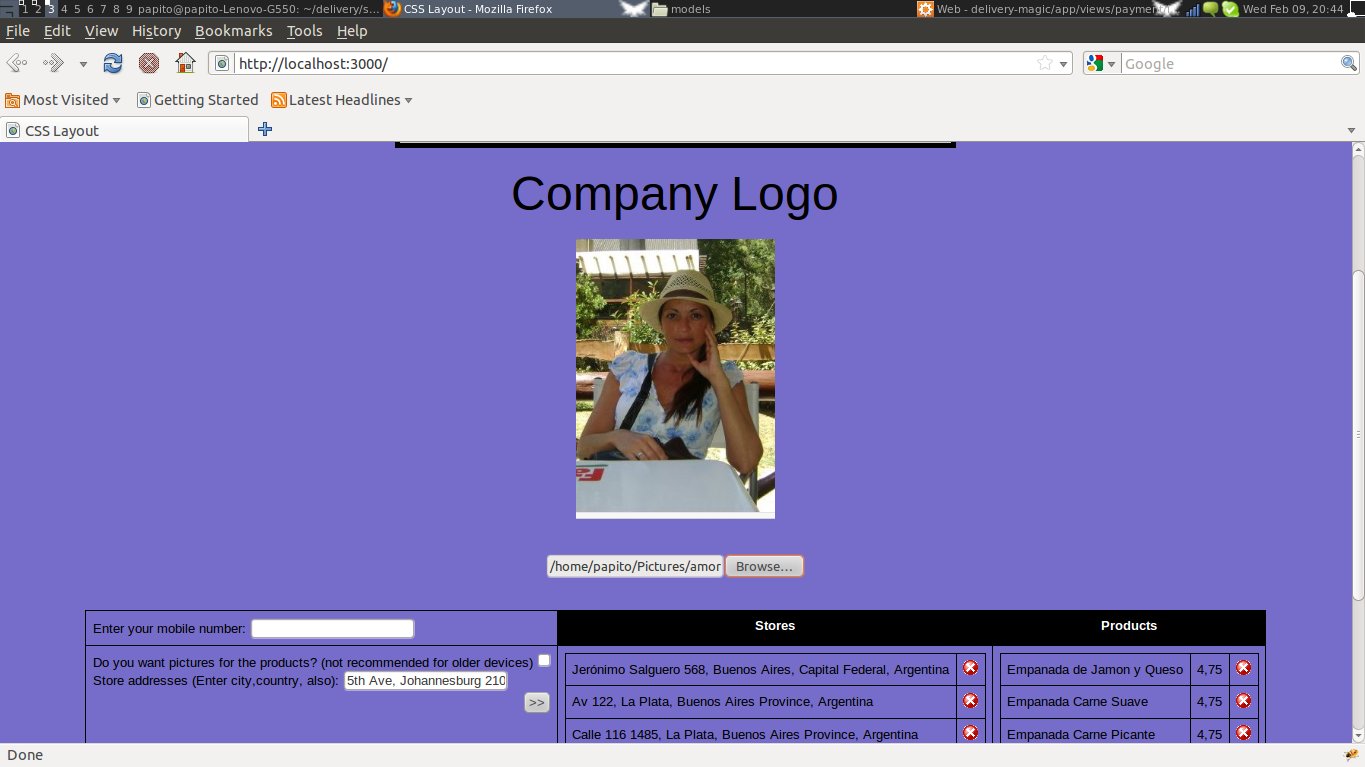 1 2 3 4 5 6 7 8 9 papito@papito-Lenovo-G550: ~/delivery/s... CSS Layout - Mozilla Firefox models Web - delivery-magic/app/views/payment Wed Feb 09, 20:44
File Edit View History Bookmarks Tools Help
http://localhost:3000/ Google
Most Visited Getting Started Latest Headlines
CSS Layout
Company Logo
/home/papito/Pictures/amor Browse...
Enter your mobile number: Stores Products
Do you want pictures for the products? (not recommended for older devices)
Store addresses (Enter city,country, also): 5th Ave, Johannesburg 210
>>
Jerónimo Salguero 568, Buenos Aires, Capital Federal, Argentina Empanada de Jamon y Queso 4,75
Av 122, La Plata, Buenos Aires Province, Argentina Empanada Carne Suave 4,75
Calle 116 1485, La Plata, Buenos Aires Province, Argentina Empanada Carne Picante 4,75
Done